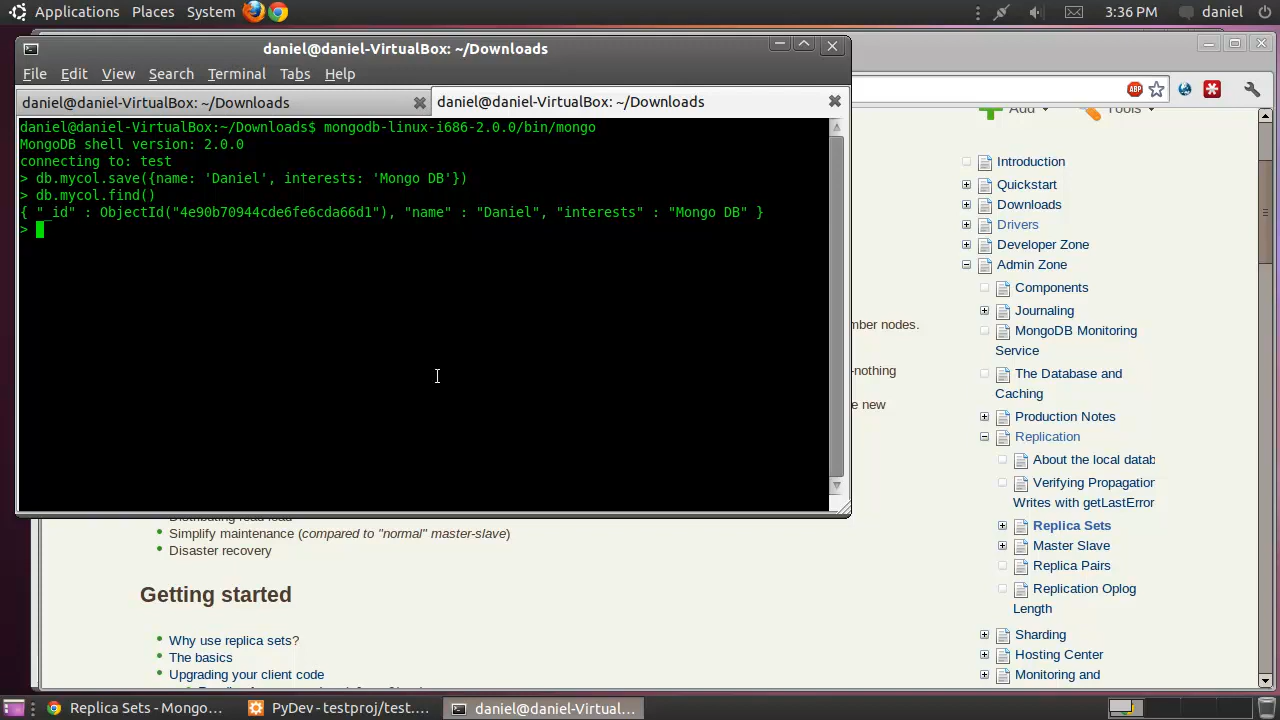 Applications Places System 3:36 PM daniel
daniel@daniel-VirtualBox: ~/Downloads
File Edit View Search Terminal Tabs Help
daniel@daniel-VirtualBox: ~/Downloads daniel@daniel-VirtualBox: ~/Downloads
daniel@daniel-VirtualBox:~/Downloads$ mongodb-linux-i686-2.0.0/bin/mongo
MongoDB shell version: 2.0.0
connecting to: test
> db.mycol.save({name: 'Daniel', interests: 'Mongo DB'})
> db.mycol.find()
{ "_id" : ObjectId("4e90b70944cde6fe6cda66d1"), "name" : "Daniel", "interests" : "Mongo DB" }
>
ABP
Add Tools
Introduction
Quickstart
Downloads
Drivers
Developer Zone
Admin Zone
Components
Journaling
MongoDB Monitoring
Service
The Database and
Caching
Production Notes
Replication
About the local datab
Verifying Propagation
Writes with getLastError
Replica Sets
Master Slave
Replica Pairs
Replication Oplog
Length
Sharding
Hosting Center
Monitoring and
nodes.
-nothing
e new
Simplify maintenance (compared to "normal" master-slave)
Disaster recovery
Getting started
Why use replica sets?
The basics
Upgrading your client code
Replica Sets - Mongo... PyDev - testproj/test.... daniel@daniel-Virtual...